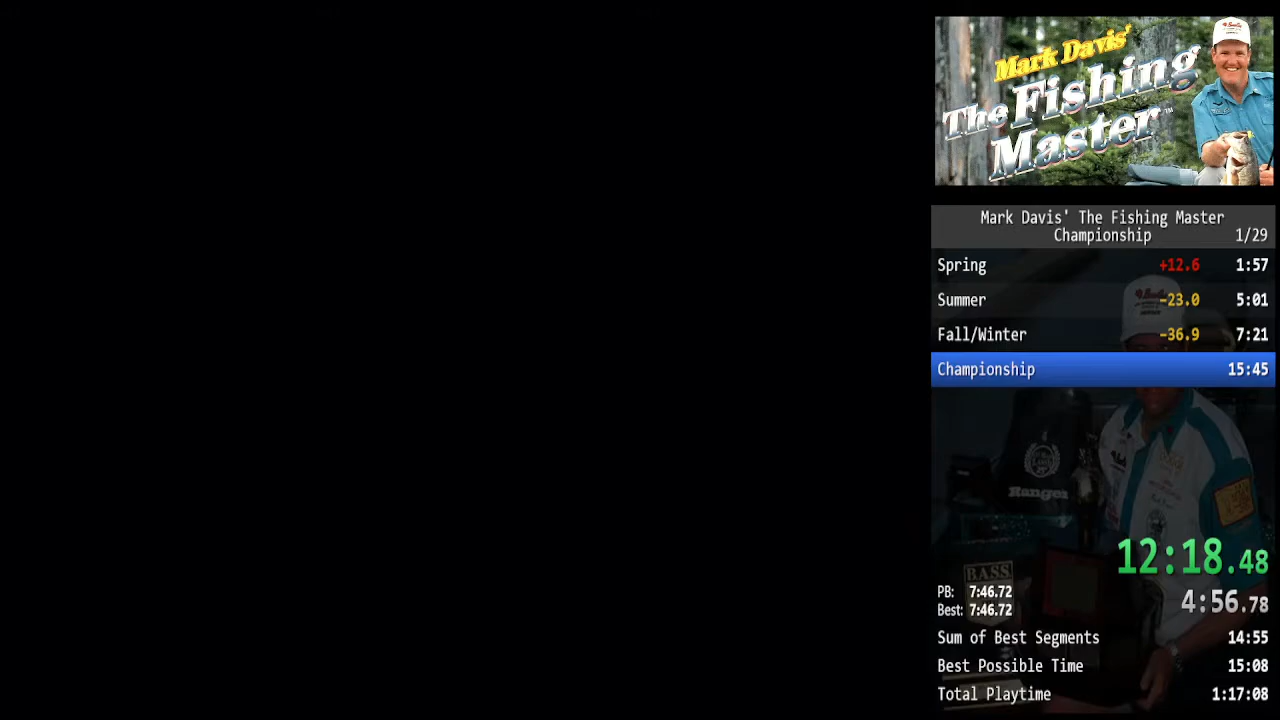 Mark Davis'
The Fishing
Master™
Mark Davis' The Fishing Master
Championship 1/29
Spring +12.6 1:57
Summer -23.0 5:01
Fall/Winter -36.9 7:21
Championship 15:45
Ranger
12:18.48
B.A.S.S.
PB: 7:46.72
4:56.78
Best: 7:46.72
Sum of Best Segments 14:55
Best Possible Time 15:08
Total Playtime 1:17:08